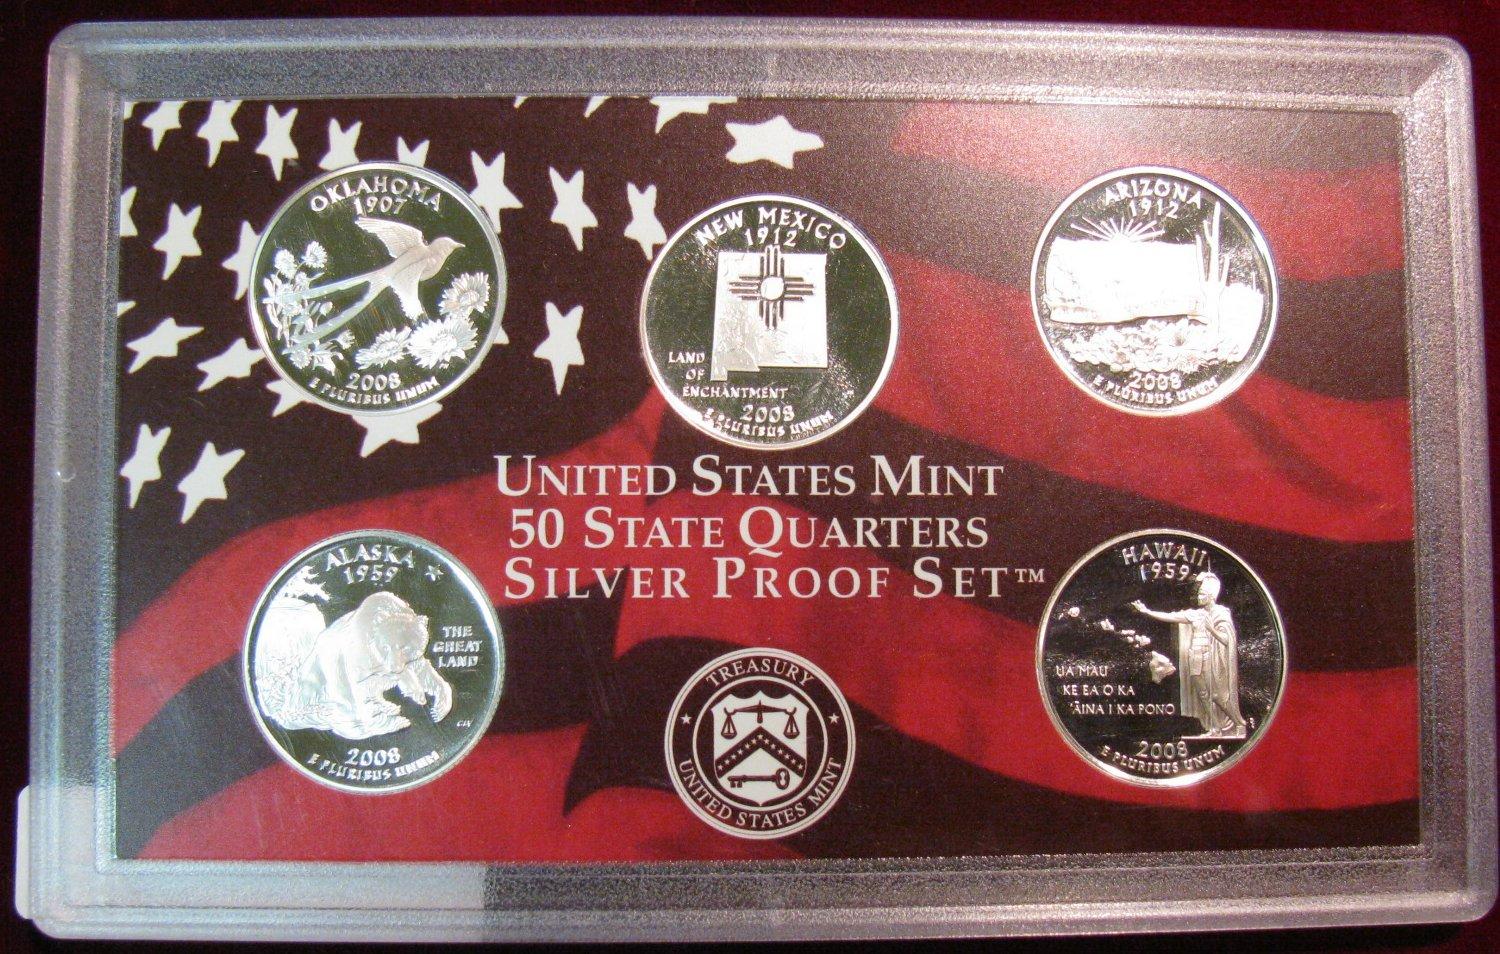 OKLAHOMA
1907
2008
E PLURIBUS UNUM
NEW MEXICO
1912
LAND
OF
ENCHANTMENT
2008
E PLURIBUS UNUM
ARIZONA
1912
2008
E PLURIBUS UNUM
UNITED STATES MINT
50 STATE QUARTERS
SILVER PROOF SET™
ALASKA
1959
THE
GREAT
LAND
2008
E PLURIBUS UNUM
TREASURY
UNITED STATES MINT
HAWAII
1959
UA MAU
KE EA O KA
ʻĀINA I KA PONO
2008
E PLURIBUS UNUM